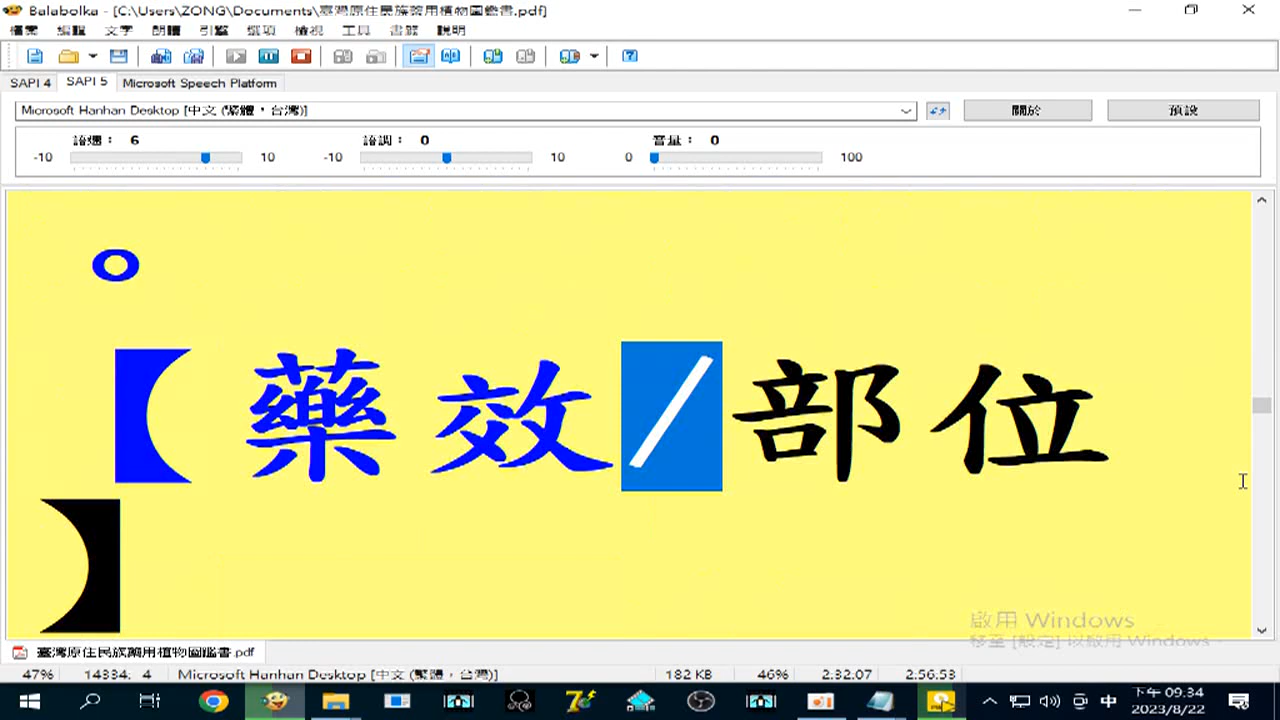 Balabolka - [C:\Users\ZONG\Documents\臺灣原住民族藥用植物圖鑑書.pdf]
檔案 編輯 文字 朗讀 引擎 選項 檢視 工具 書籤 說明
SAPI 4 SAPI 5 Microsoft Speech Platform
Microsoft Hanhan Desktop [中文 (繁體，台灣)] 關於 預設
語速： 6 語調： 0 音量： 0
-10 10 -10 10 0 100
。
【藥效/部位
】
啟用 Windows
移至 [設定] 以啟用 Windows。
臺灣原住民族藥用植物圖鑑書.pdf
47% 14334: 4 Microsoft Hanhan Desktop [中文 (繁體，台灣)] 182 KB 46% 2.32.07 2:56.53
中 下午 09:34
2023/8/22